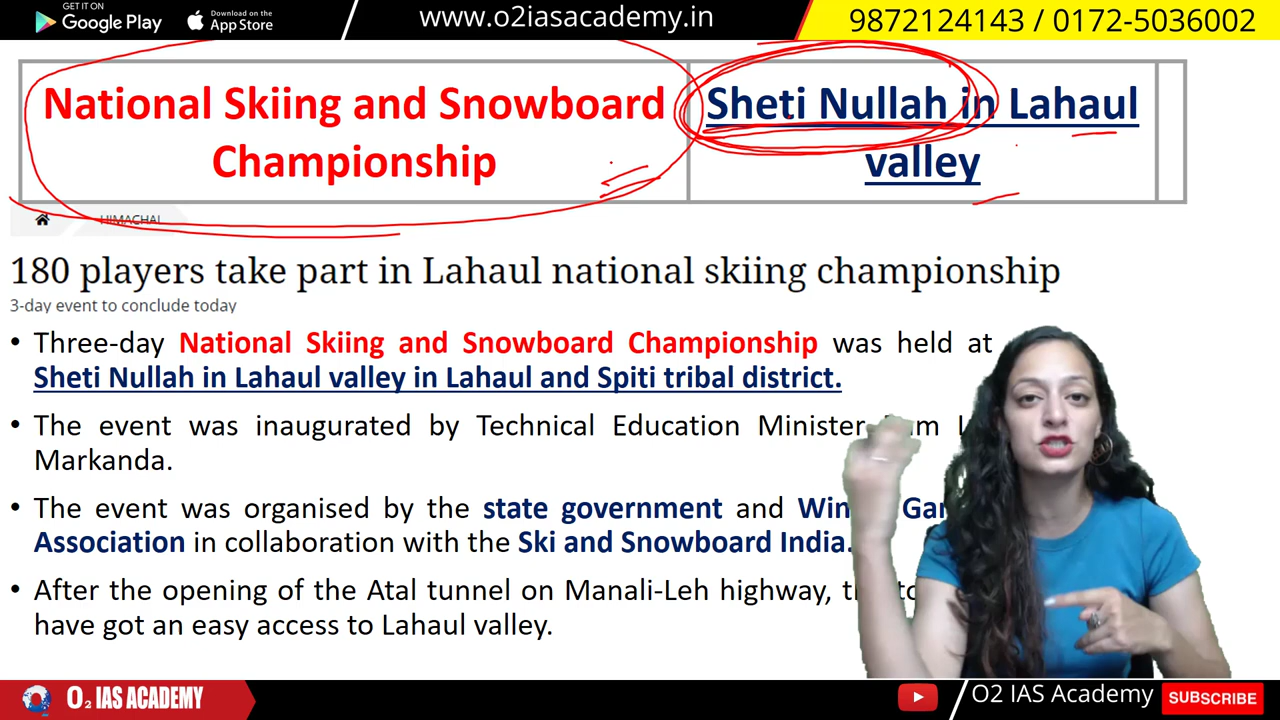 GET IT ON
Google Play
Download on the
App Store
www.o2iasacademy.in
9872124143 / 0172-5036002
National Skiing and Snowboard
Championship
Sheti Nullah in Lahaul
valley
HIMACHAL
180 players take part in Lahaul national skiing championship
3-day event to conclude today
• Three-day National Skiing and Snowboard Championship was held at
Sheti Nullah in Lahaul valley in Lahaul and Spiti tribal district.
• The event was inaugurated by Technical Education Minister
Markanda.
• The event was organised by the state government and
Association in collaboration with the Ski and Snowboard India.
• After the opening of the Atal tunnel on Manali-Leh highway,
have got an easy access to Lahaul valley.
O2 IAS ACADEMY
O2 IAS Academy
SUBSCRIBE